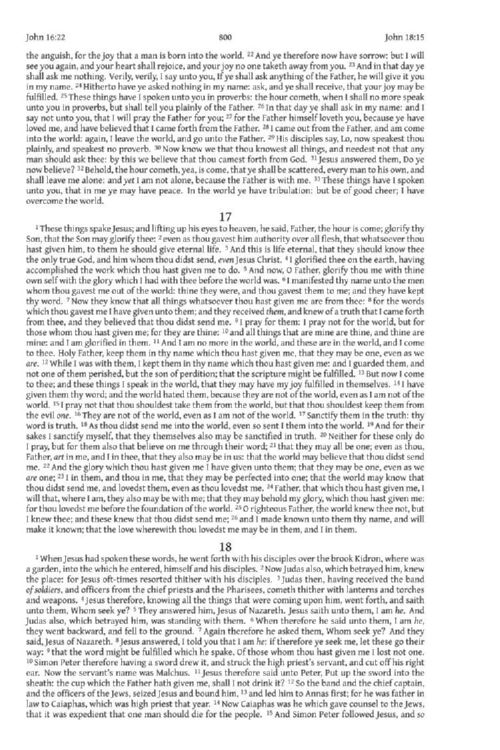 John 16:22 800 John 18:15
the anguish, for the joy that a man is born into the world. 22 And ye therefore now have sorrow: but I will
see you again, and your heart shall rejoice, and your joy no one taketh away from you. 23 And in that day ye
shall ask me nothing. Verily, verily, I say unto you, If ye shall ask anything of the Father, he will give it you
in my name. 24 Hitherto have ye asked nothing in my name: ask, and ye shall receive, that your joy may be
fulfilled. 25 These things have I spoken unto you in proverbs: the hour cometh, when I shall no more speak
unto you in proverbs, but shall tell you plainly of the Father. 26 In that day ye shall ask in my name: and I
say not unto you, that I will pray the Father for you; 27 for the Father himself loveth you, because ye have
loved me, and have believed that I came forth from the Father. 28 I came out from the Father, and am come
into the world: again, I leave the world, and go unto the Father. 29 His disciples say, Lo, now speakest thou
plainly, and speakest no proverb. 30 Now know we that thou knowest all things, and needest not that any
man should ask thee: by this we believe that thou camest forth from God. 31 Jesus answered them, Do ye
now believe? 32 Behold, the hour cometh, yea, is come, that ye shall be scattered, every man to his own, and
shall leave me alone: and yet I am not alone, because the Father is with me. 33 These things have I spoken
unto you, that in me ye may have peace. In the world ye have tribulation: but be of good cheer; I have
overcome the world.
17
1 These things spake Jesus; and lifting up his eyes to heaven, he said, Father, the hour is come; glorify thy
Son, that the Son may glorify thee: 2 even as thou gavest him authority over all flesh, that whatsoever thou
hast given him, to them he should give eternal life. 3 And this is life eternal, that they should know thee
the only true God, and him whom thou didst send, even Jesus Christ. 4 I glorified thee on the earth, having
accomplished the work which thou hast given me to do. 5 And now, O Father, glorify thou me with thine
own self with the glory which I had with thee before the world was. 6 I manifested thy name unto the men
whom thou gavest me out of the world: thine they were, and thou gavest them to me; and they have kept
thy word. 7 Now they know that all things whatsoever thou hast given me are from thee: 8 for the words
which thou gavest me I have given unto them; and they received them, and knew of a truth that I came forth
from thee, and they believed that thou didst send me. 9 I pray for them: I pray not for the world, but for
those whom thou hast given me; for they are thine: 10 and all things that are mine are thine, and thine are
mine: and I am glorified in them. 11 And I am no more in the world, and these are in the world, and I come
to thee. Holy Father, keep them in thy name which thou hast given me, that they may be one, even as we
are. 12 While I was with them, I kept them in thy name which thou hast given me: and I guarded them, and
not one of them perished, but the son of perdition; that the scripture might be fulfilled. 13 But now I come
to thee; and these things I speak in the world, that they may have my joy fulfilled in themselves. 14 I have
given them thy word; and the world hated them, because they are not of the world, even as I am not of the
world. 15 I pray not that thou shouldest take them from the world, but that thou shouldest keep them from
the evil one. 16 They are not of the world, even as I am not of the world. 17 Sanctify them in the truth: thy
word is truth. 18 As thou didst send me into the world, even so sent I them into the world. 19 And for their
sakes I sanctify myself, that they themselves also may be sanctified in truth. 20 Neither for these only do
I pray, but for them also that believe on me through their word; 21 that they may all be one; even as thou,
Father, art in me, and I in thee, that they also may be in us: that the world may believe that thou didst send
me. 22 And the glory which thou hast given me I have given unto them; that they may be one, even as we
are one; 23 I in them, and thou in me, that they may be perfected into one; that the world may know that
thou didst send me, and lovedst them, even as thou lovedst me. 24 Father, that which thou hast given me, I
will that, where I am, they also may be with me; that they may behold my glory, which thou hast given me:
for thou lovedst me before the foundation of the world. 25 O righteous Father, the world knew thee not, but
I knew thee; and these knew that thou didst send me; 26 and I made known unto them thy name, and will
make it known; that the love wherewith thou lovedst me may be in them, and I in them.
18
1 When Jesus had spoken these words, he went forth with his disciples over the brook Kidron, where was
a garden, into the which he entered, himself and his disciples. 2 Now Judas also, which betrayed him, knew
the place: for Jesus oft-times resorted thither with his disciples. 3 Judas then, having received the band
of soldiers, and officers from the chief priests and the Pharisees, cometh thither with lanterns and torches
and weapons. 4 Jesus therefore, knowing all the things that were coming upon him, went forth, and saith
unto them, Whom seek ye? 5 They answered him, Jesus of Nazareth. Jesus saith unto them, I am he. And
Judas also, which betrayed him, was standing with them. 6 When therefore he said unto them, I am he,
they went backward, and fell to the ground. 7 Again therefore he asked them, Whom seek ye? And they
said, Jesus of Nazareth. 8 Jesus answered, I told you that I am he: if therefore ye seek me, let these go their
way: 9 that the word might be fulfilled which he spake, Of those whom thou hast given me I lost not one.
10 Simon Peter therefore having a sword drew it, and struck the high priest's servant, and cut off his right
ear. Now the servant's name was Malchus. 11 Jesus therefore said unto Peter, Put up the sword into the
sheath: the cup which the Father hath given me, shall I not drink it? 12 So the band and the chief captain,
and the officers of the Jews, seized Jesus and bound him, 13 and led him to Annas first; for he was father in
law to Caiaphas, which was high priest that year. 14 Now Caiaphas was he which gave counsel to the Jews,
that it was expedient that one man should die for the people. 15 And Simon Peter followed Jesus, and so